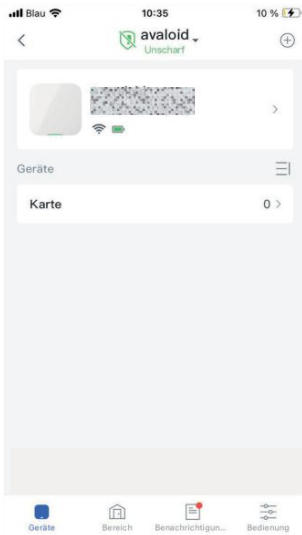 Blau 10:35 10 %
avaloid
Unscharf
Geräte
Karte 0
Geräte Bereich Benachrichtigun... Bedienung